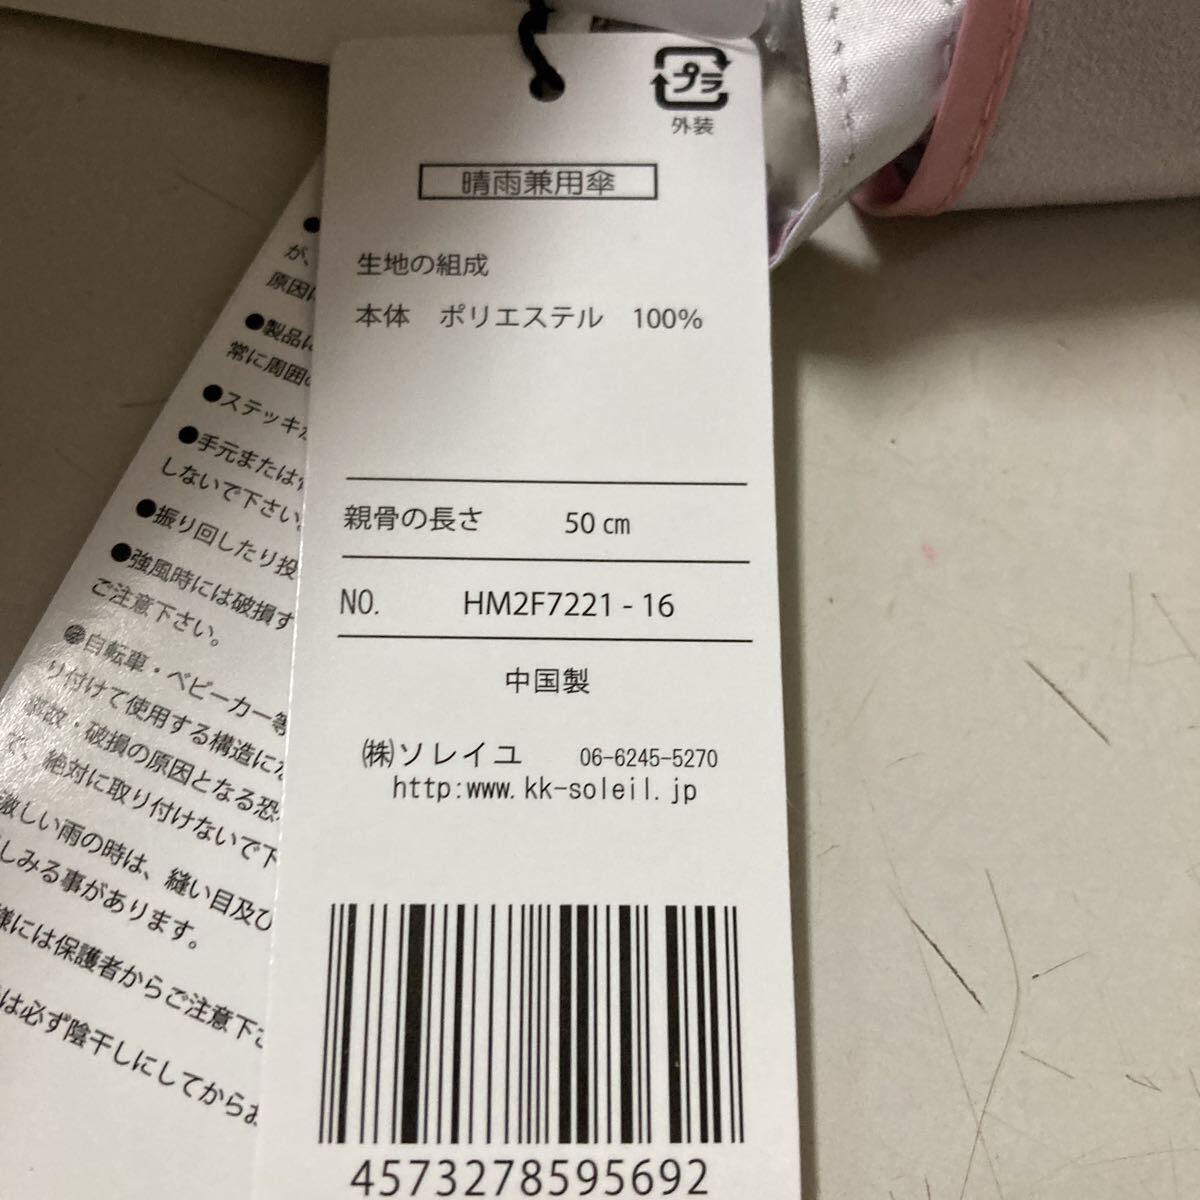 プラ
外装
晴雨兼用傘
生地の組成
本体 ポリエステル 100%
親骨の長さ 50㎝
NO. HM2F7221 - 16
中国製
㈱ソレイユ 06-6245-5270
http:www.kk-soleil.jp
4573278595692
が、
原因に
●製品に
常に周囲の
●ステッキ
●手元または
しないで下さい。
●振り回したり投
●強風時には破損す
ご注意下さい。
●自転車・ベビーカー等
り付けて使用する構造にな
事故・破損の原因となる恐
で、絶対に取り付けないで下
激しい雨の時は、縫い目及び
しみる事があります。
様には保護者からご注意下さ
は必ず陰干しにしてからお